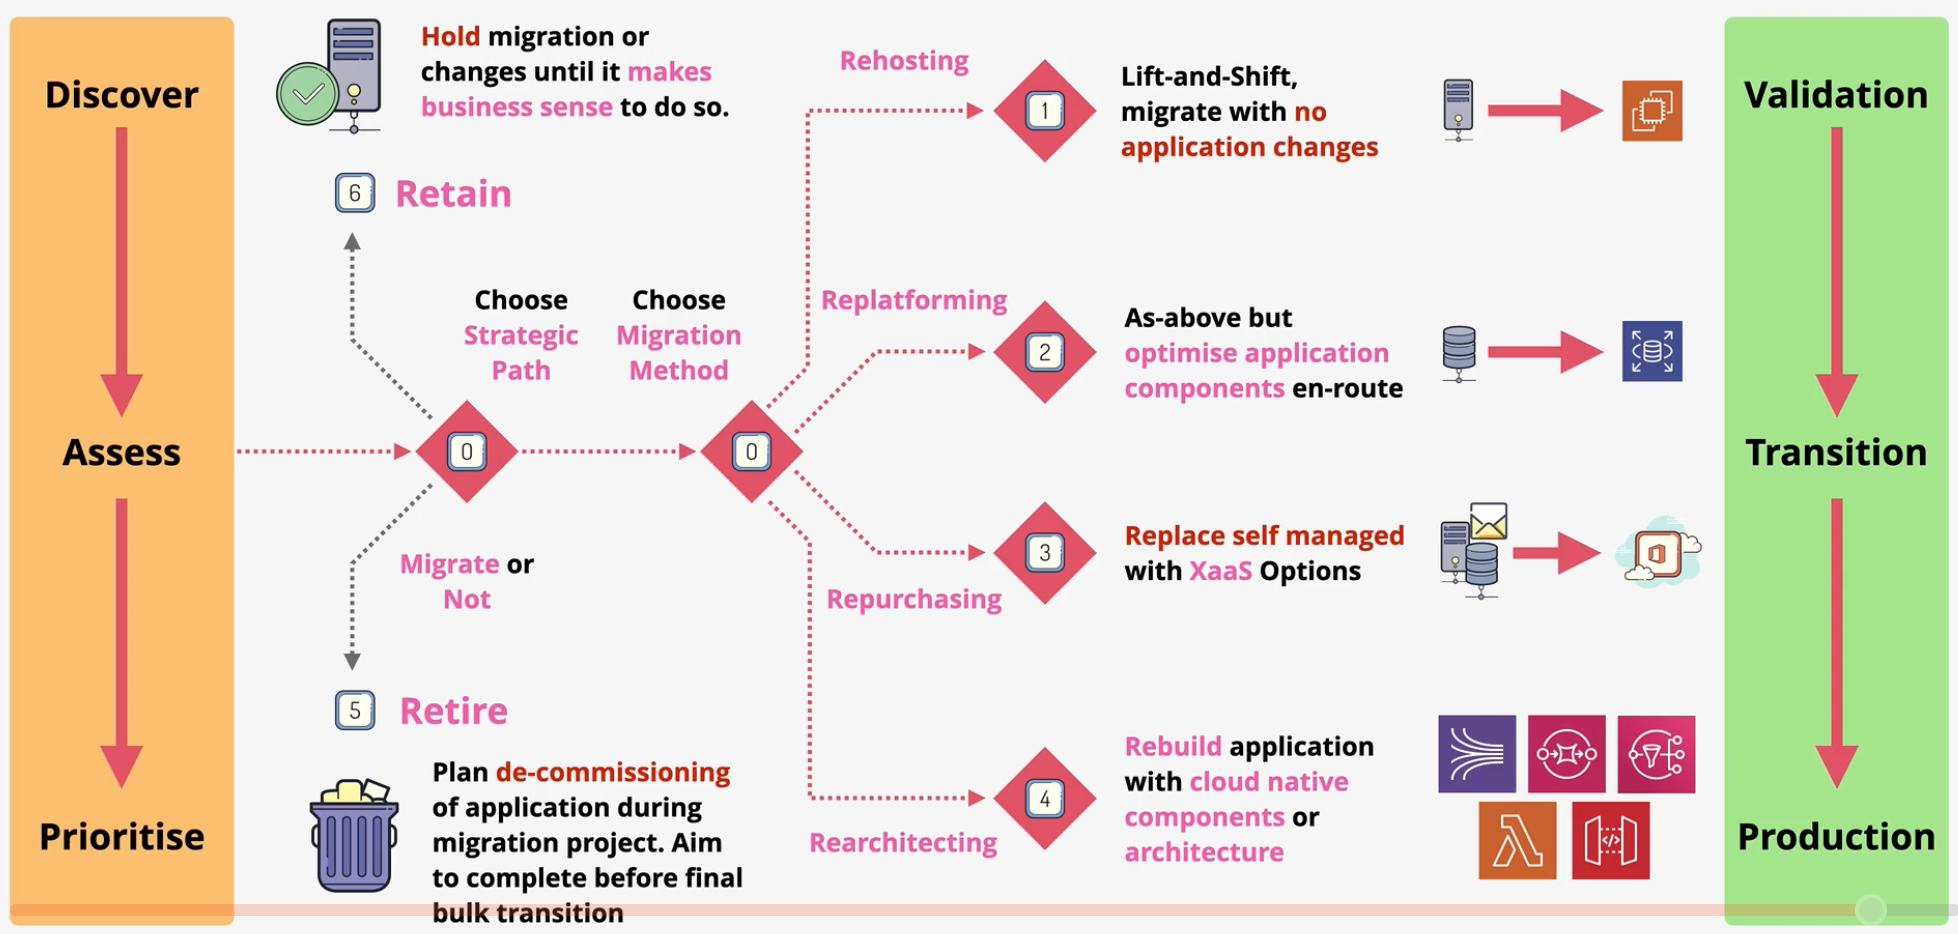 Discover
Assess
Prioritise
Hold migration or
changes until it makes
business sense to do so.
6
Retain
Choose
Strategic
Path
Choose
Migration
Method
0
0
Migrate or
Not
5
Retire
Plan de-commissioning
of application during
migration project. Aim
to complete before final
bulk transition
Rehosting
1
Lift-and-Shift,
migrate with no
application changes
Replatforming
2
As-above but
optimise application
components en-route
Repurchasing
3
Replace self managed
with XaaS Options
Rearchitecting
4
Rebuild application
with cloud native
components or
architecture
</>
Validation
Transition
Production